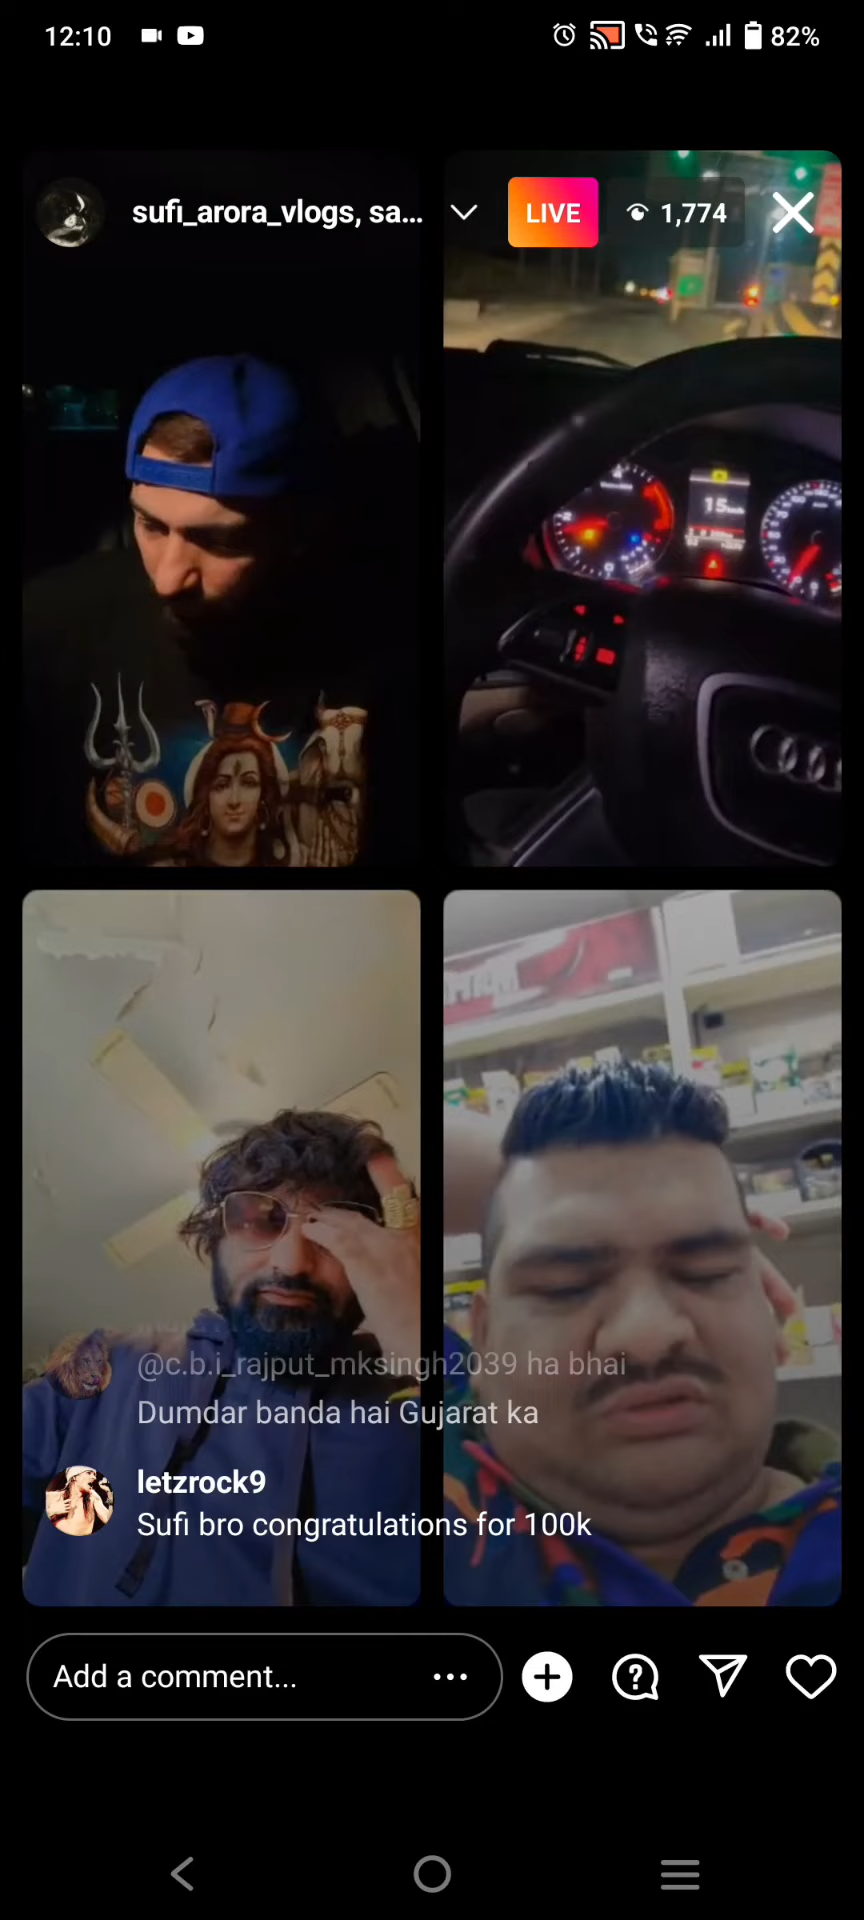 12:10
82%
sufi_arora_vlogs, sa...
LIVE
1,774
15
@c.b.i_rajput_mksingh2039 ha bhai
Dumdar banda hai Gujarat ka
letzrock9
Sufi bro congratulations for 100k
Add a comment...